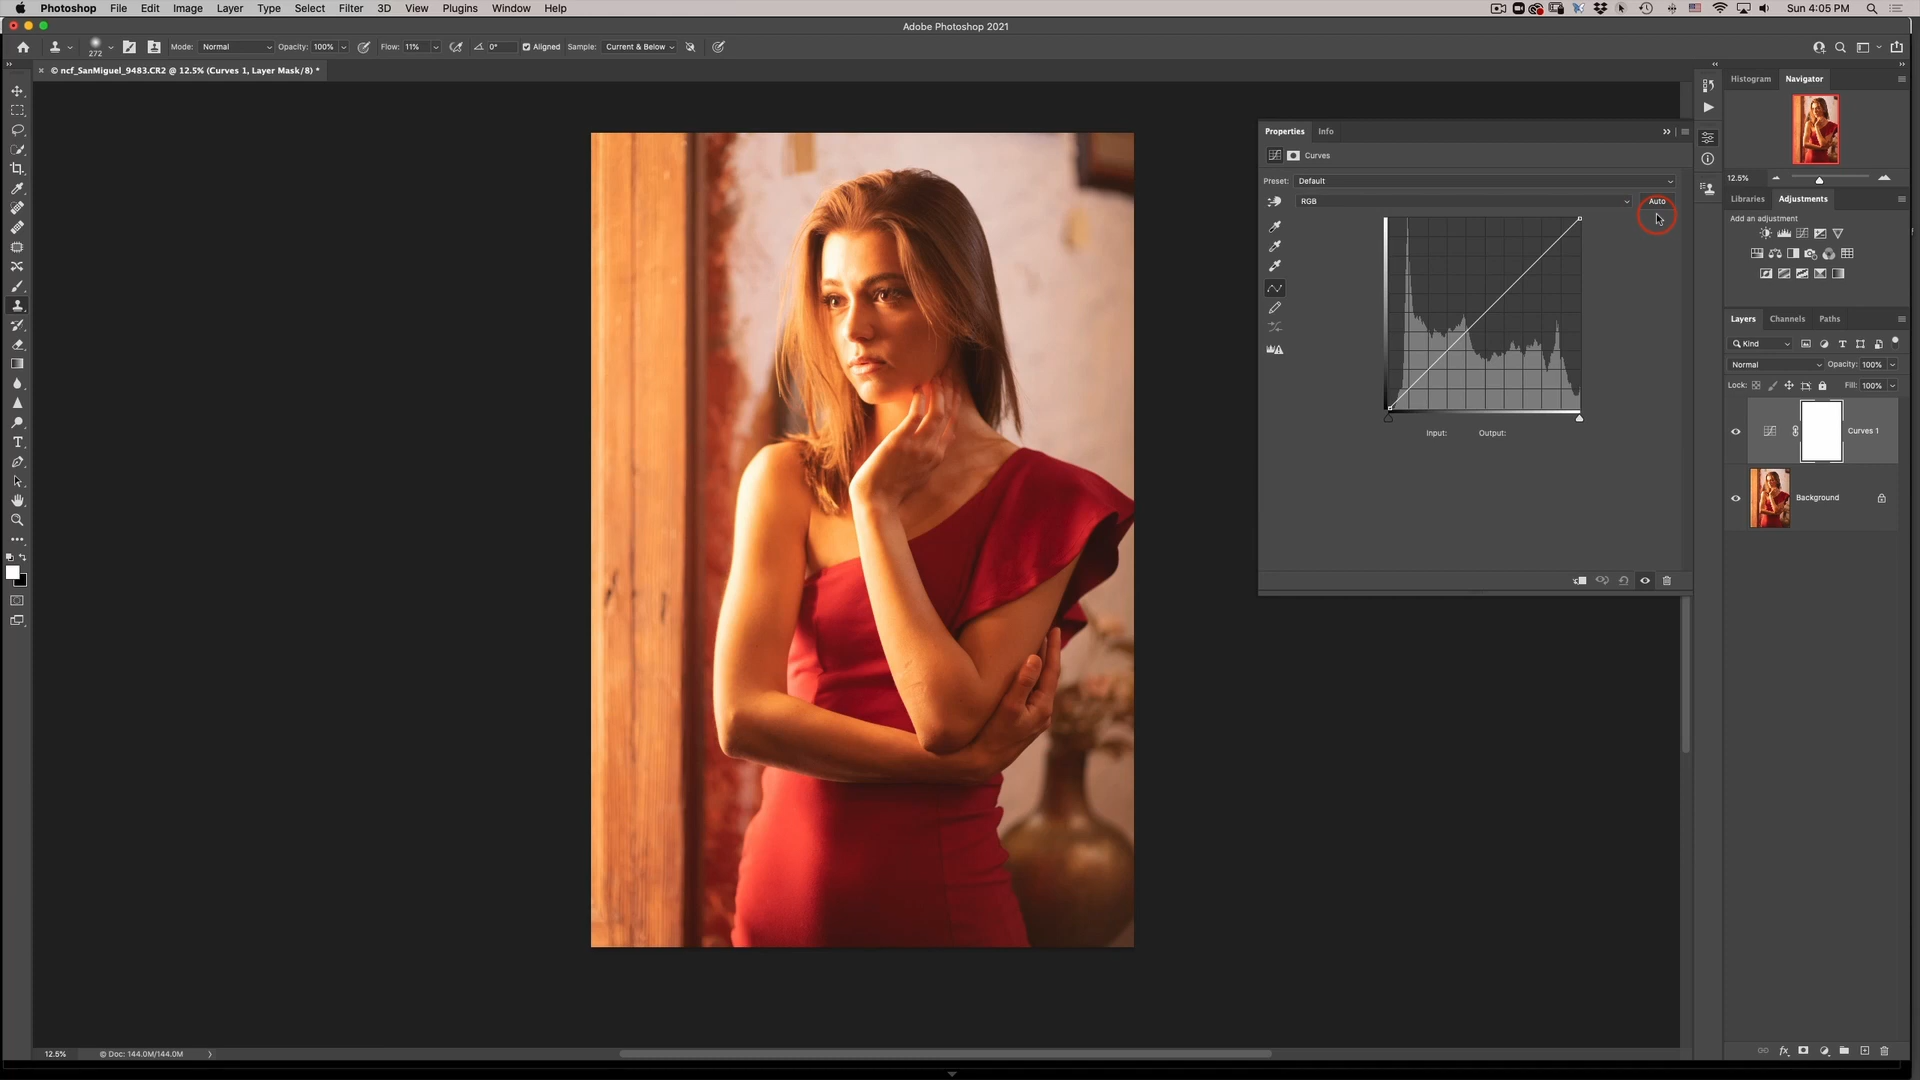 Photoshop File Edit Image Layer Type Select Filter 3D View Plugins Window Help Sun 4:05 PM
Adobe Photoshop 2021
272 Mode: Normal Opacity: 100% Flow: 11% 0° Aligned Sample: Current & Below
× © ncf_SanMiguel_9483.CR2 @ 12.5% (Curves 1, Layer Mask/8) *
Histogram Navigator
12.5%
Properties Info
Curves
Preset: Default
RGB Auto
Input: Output:
Libraries Adjustments
Add an adjustment
Layers Channels Paths
Kind
Normal Opacity: 100%
Lock: Fill: 100%
Curves 1
Background
12.5% © Doc: 144.0M/144.0M